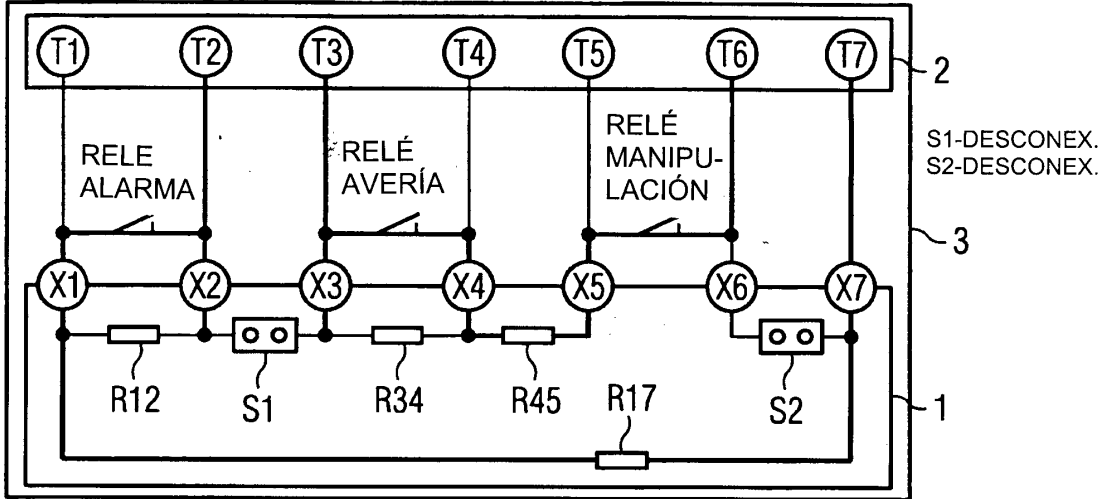 T1 T2 T3 T4 T5 T6 T7
2
RELE
ALARMA
RELÉ
AVERÍA
RELÉ
MANIPU-
LACIÓN
S1-DESCONEX.
S2-DESCONEX.
3
X1 X2 X3 X4 X5 X6 X7
R12 S1 R34 R45 R17 S2
1